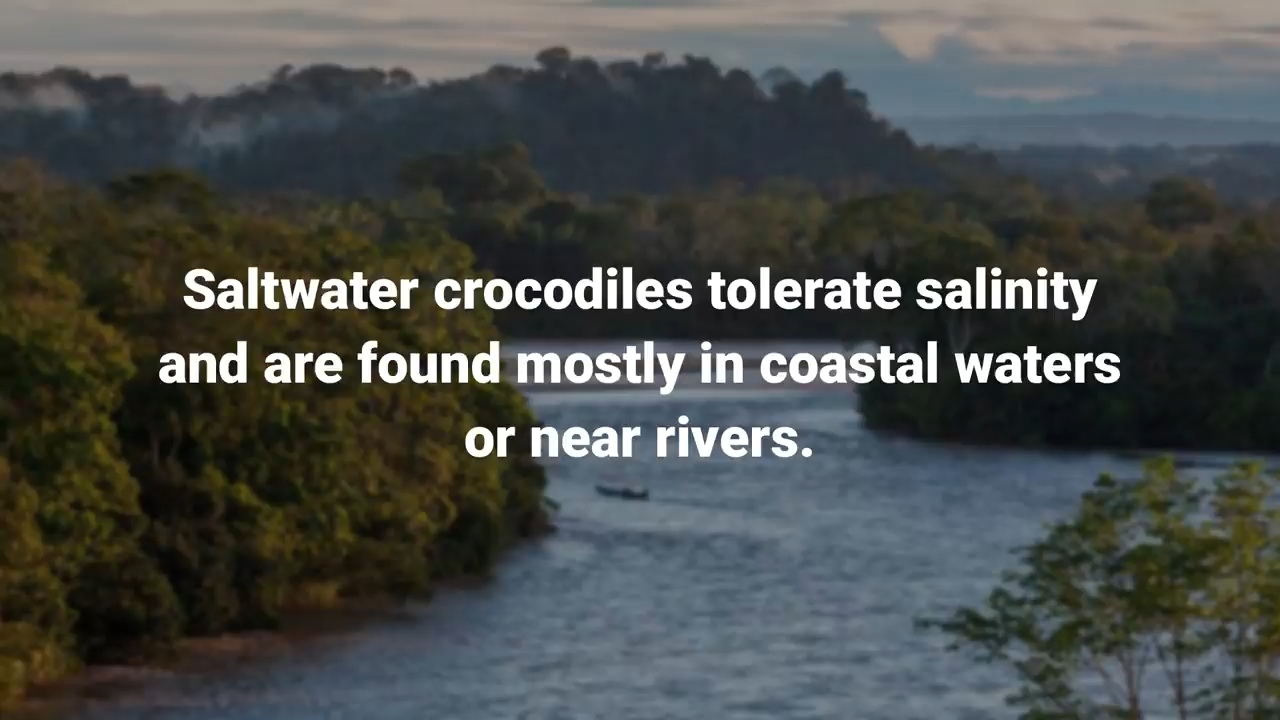 Saltwater crocodiles tolerate salinity
and are found mostly in coastal waters
or near rivers.